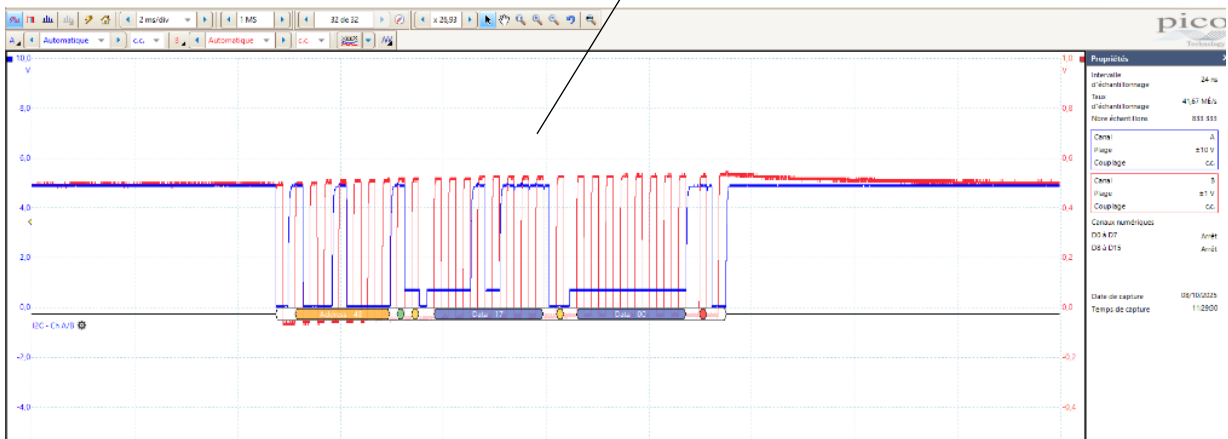 2 ms/div 1 MS 32 de 32 x 26,93
A Automatique c.c. B Automatique c.c.
pico
Technology
10,0
V
8,0
6,0
4,0
2,0
0,0
-2,0
-4,0
1,0
V
0,8
0,6
0,4
0,2
0,0
-0,2
-0,4
Address: 48 Data: 17 Data: 00
I2C - Ch A/B
Propriétés
Intervalle d'échantillonnage 24 ns
Taux d'échantillonnage 41,67 MÉ/s
Nbre échantillons 833 333
Canal A
Plage ±10 V
Couplage c.c.
Canal B
Plage ±1 V
Couplage c.c.
Canaux numériques
D0 à D7 Arrêt
D8 à D15 Arrêt
Date de capture 08/10/2025
Temps de capture 11:29:00